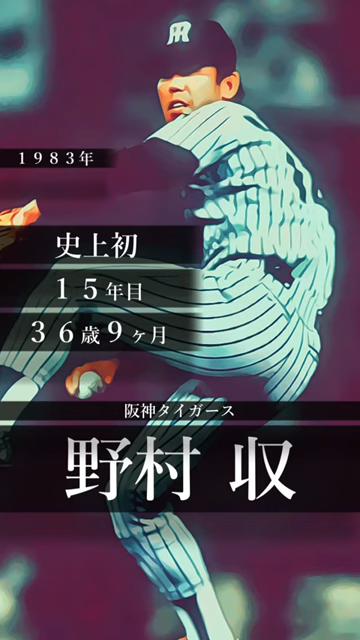 １９８３年
史上初
１５年目
３６歳９ヶ月
阪神タイガース
野村 収